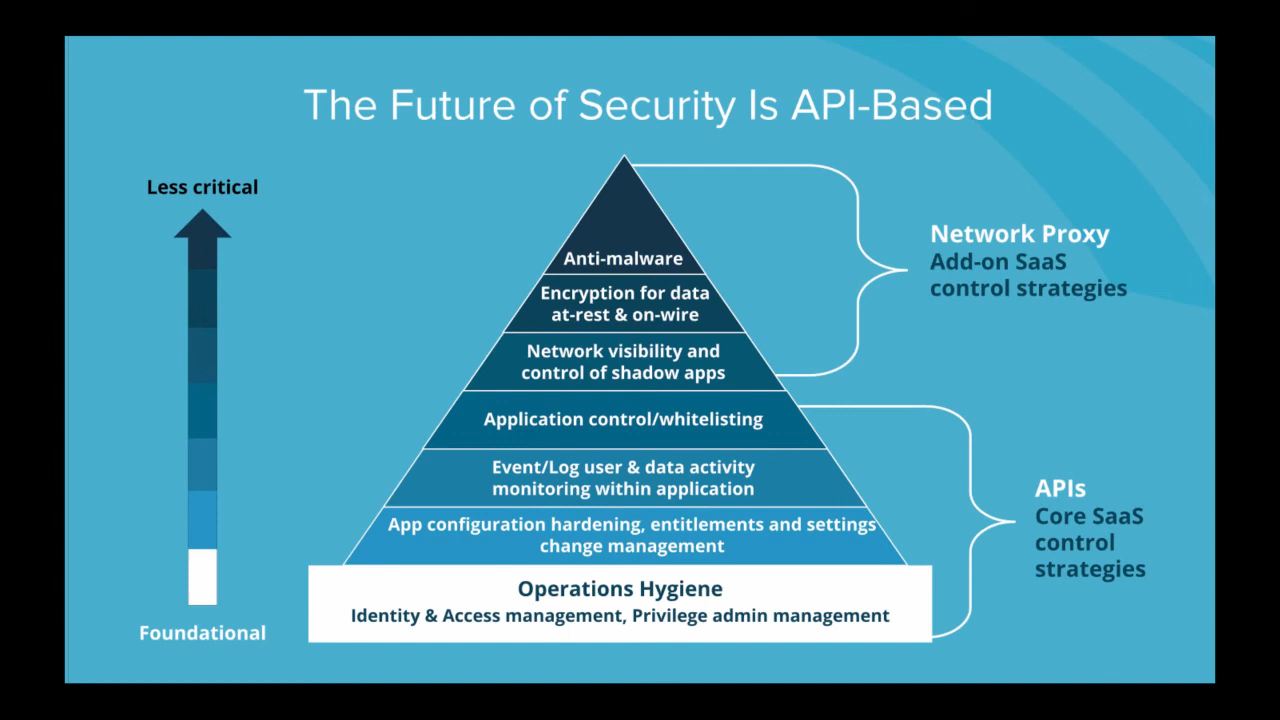 The Future of Security Is API-Based
Less critical
Foundational
Anti-malware
Encryption for data
at-rest & on-wire
Network visibility and
control of shadow apps
Application control/whitelisting
Event/Log user & data activity
monitoring within application
App configuration hardening, entitlements and settings
change management
Operations Hygiene
Identity & Access management, Privilege admin management
Network Proxy
Add-on SaaS
control strategies
APIs
Core SaaS
control
strategies